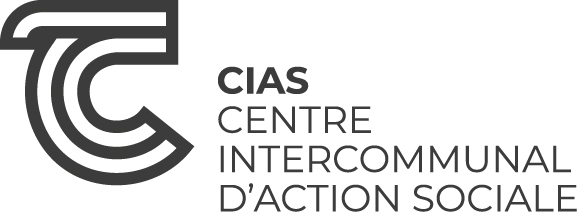 CIAS
CENTRE
INTERCOMMUNAL
D'ACTION SOCIALE